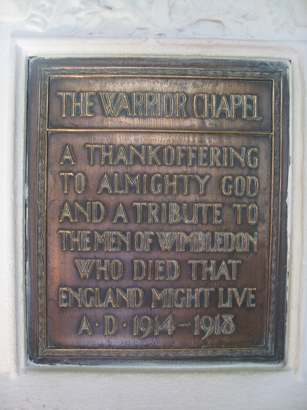 THE WARRIOR CHAPEL
A THANKOFFERING
TO ALMIGHTY GOD
AND A TRIBUTE TO
THE MEN OF WIMBLEDON
WHO DIED THAT
ENGLAND MIGHT LIVE
A·D·1914-1918